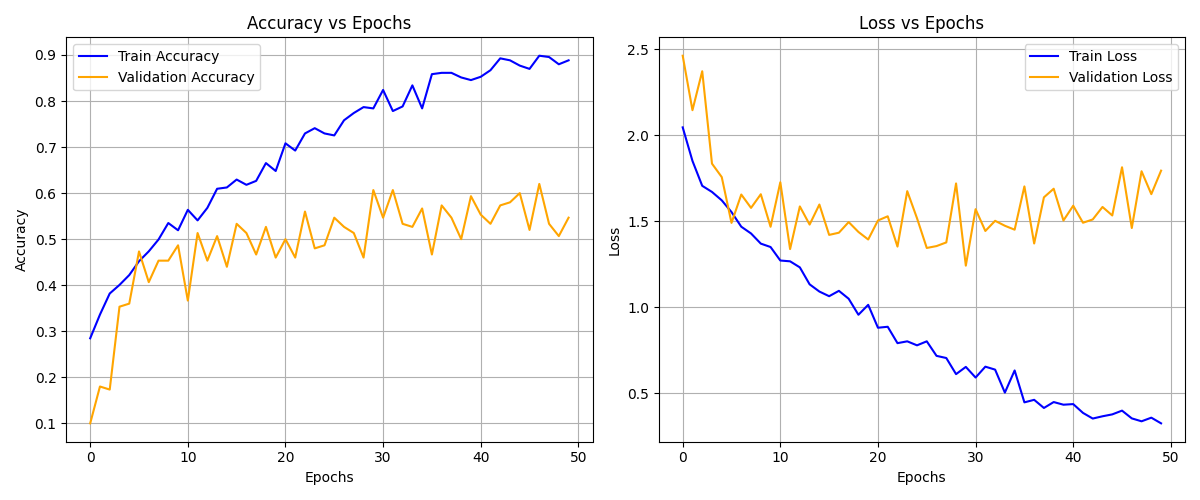 Accuracy vs Epochs
Train Accuracy
Validation Accuracy
Accuracy
0.9
0.8
0.7
0.6
0.5
0.4
0.3
0.2
0.1
0 10 20 30 40 50
Epochs
Loss vs Epochs
Train Loss
Validation Loss
Loss
2.5
2.0
1.5
1.0
0.5
0 10 20 30 40 50
Epochs